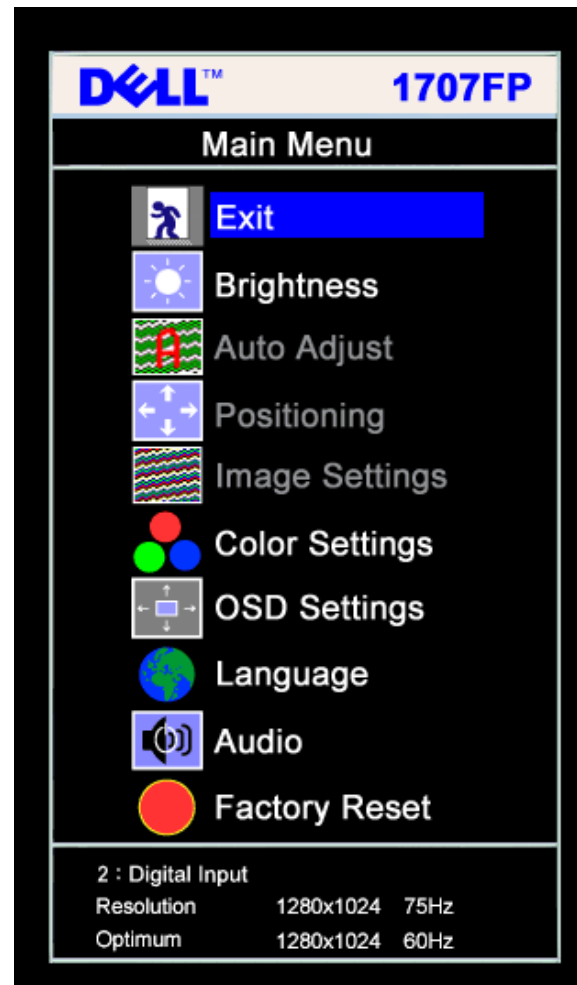 DELL™ 1707FP
Main Menu
Exit
Brightness
Auto Adjust
Positioning
Image Settings
Color Settings
OSD Settings
Language
Audio
Factory Reset
2 : Digital Input
Resolution 1280x1024 75Hz
Optimum 1280x1024 60Hz